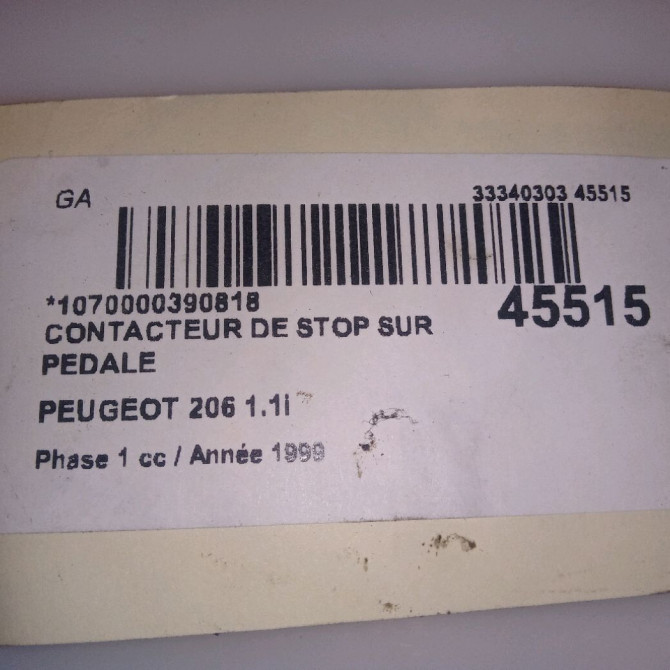 GA
33340303 45515
*1070000390818
45515
CONTACTEUR DE STOP SUR
PEDALE
PEUGEOT 206 1.1i
Phase 1 cc / Année 1999